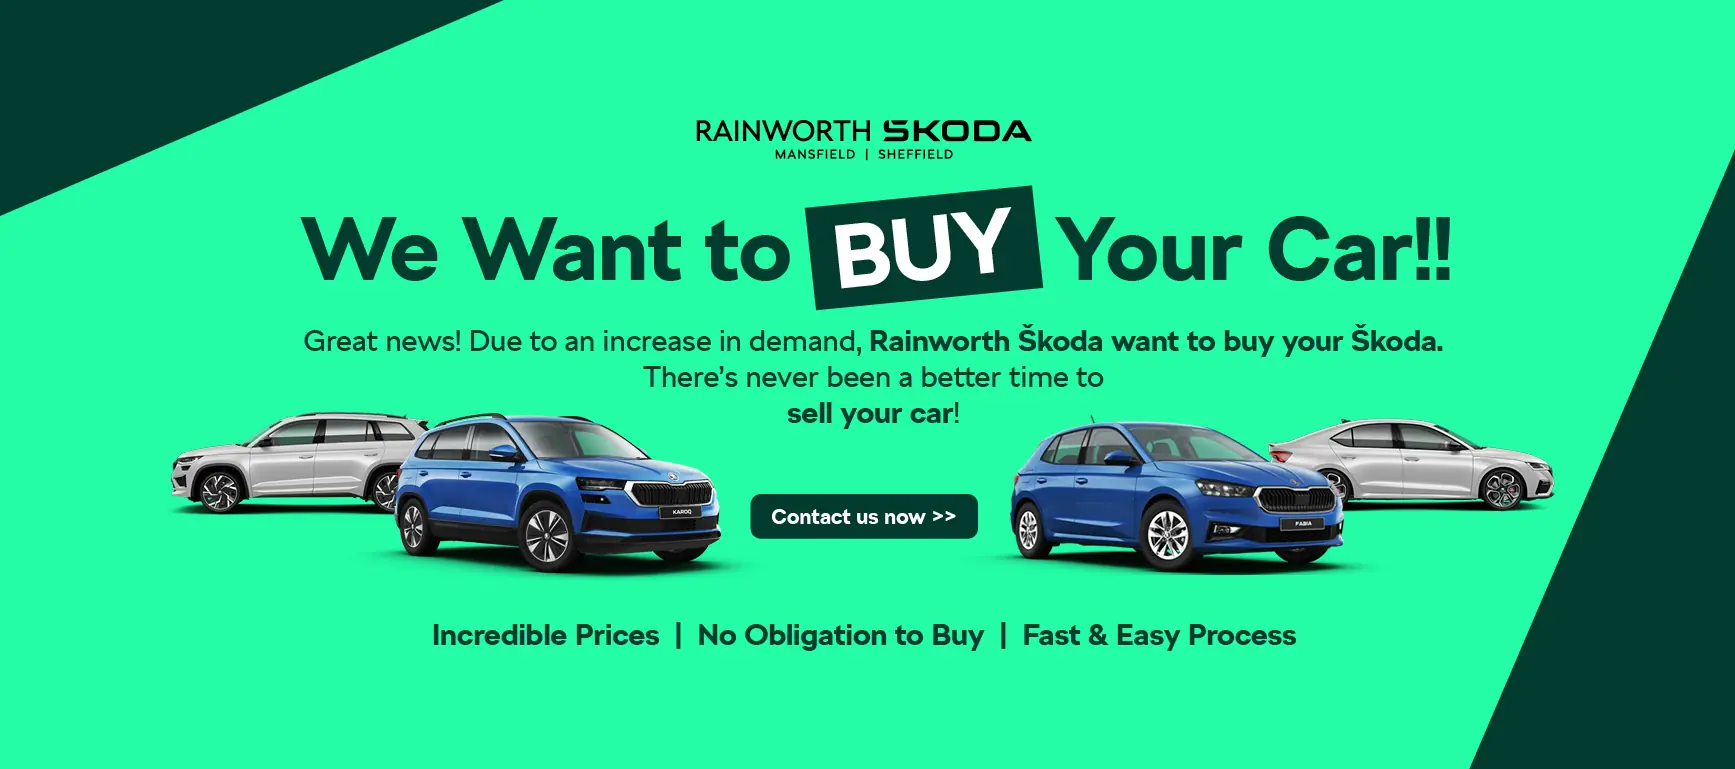 RAINWORTH ŠKODA
MANSFIELD | SHEFFIELD
We Want to BUY Your Car!!
Great news! Due to an increase in demand, Rainworth Škoda want to buy your Škoda.
There's never been a better time to
sell your car!
KAROQ
Contact us now >>
FABIA
Incredible Prices | No Obligation to Buy | Fast & Easy Process